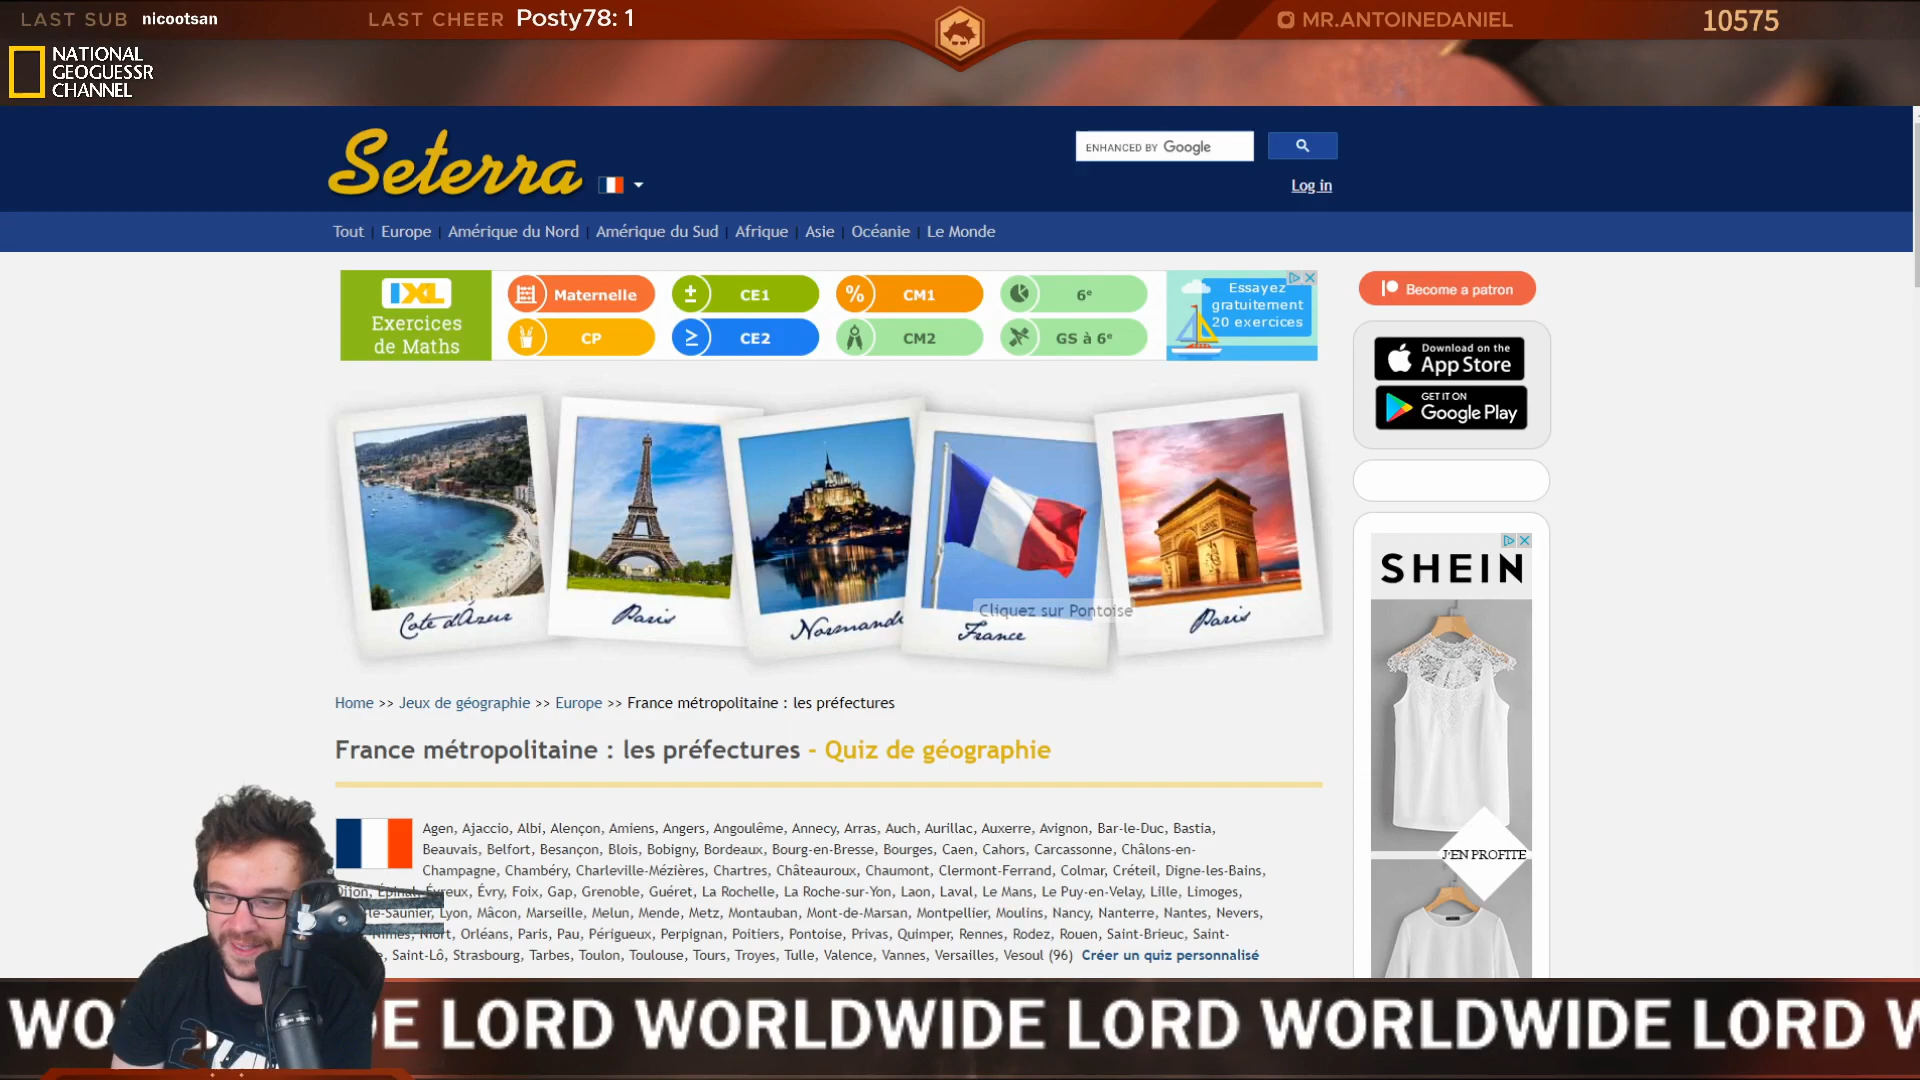 LAST SUB nicootsan
LAST CHEER Posty78: 1
MR.ANTOINEDANIEL
10575
NATIONAL
GEOGUESSR
CHANNEL
Seterra
ENHANCED BY Google
Log in
Tout | Europe | Amérique du Nord | Amérique du Sud | Afrique | Asie | Océanie | Le Monde
IXL
Exercices
de Maths
Maternelle
± CE1
% CM1
6e
CP
≥ CE2
CM2
GS à 6e
Essayez
gratuitement
20 exercices
Become a patron
Download on the
App Store
GET IT ON
Google Play
Cote d'Azur
Paris
Normandi
Cliquez sur Pontoise
France
Paris
SHEIN
J'EN PROFITE
Home >> Jeux de géographie >> Europe >> France métropolitaine : les préfectures
France métropolitaine : les préfectures - Quiz de géographie
Agen, Ajaccio, Albi, Alençon, Amiens, Angers, Angoulême, Annecy, Arras, Auch, Aurillac, Auxerre, Avignon, Bar-le-Duc, Bastia,
Beauvais, Belfort, Besançon, Blois, Bobigny, Bordeaux, Bourg-en-Bresse, Bourges, Caen, Cahors, Carcassonne, Châlons-en-
Champagne, Chambéry, Charleville-Mézières, Chartres, Châteauroux, Chaumont, Clermont-Ferrand, Colmar, Créteil, Digne-les-Bains,
Dijon, Épinal, Évreux, Évry, Foix, Gap, Grenoble, Guéret, La Rochelle, La Roche-sur-Yon, Laon, Laval, Le Mans, Le Puy-en-Velay, Lille, Limoges,
le-Saunier, Lyon, Mâcon, Marseille, Melun, Mende, Metz, Montauban, Mont-de-Marsan, Montpellier, Moulins, Nancy, Nanterre, Nantes, Nevers,
Nîmes, Niort, Orléans, Paris, Pau, Périgueux, Perpignan, Poitiers, Pontoise, Privas, Quimper, Rennes, Rodez, Rouen, Saint-Brieuc, Saint-
e, Saint-Lô, Strasbourg, Tarbes, Toulon, Toulouse, Tours, Troyes, Tulle, Valence, Vannes, Versailles, Vesoul (96) Créer un quiz personnalisé
WO DE LORD WORLDWIDE LORD WORLDWIDE LORD W